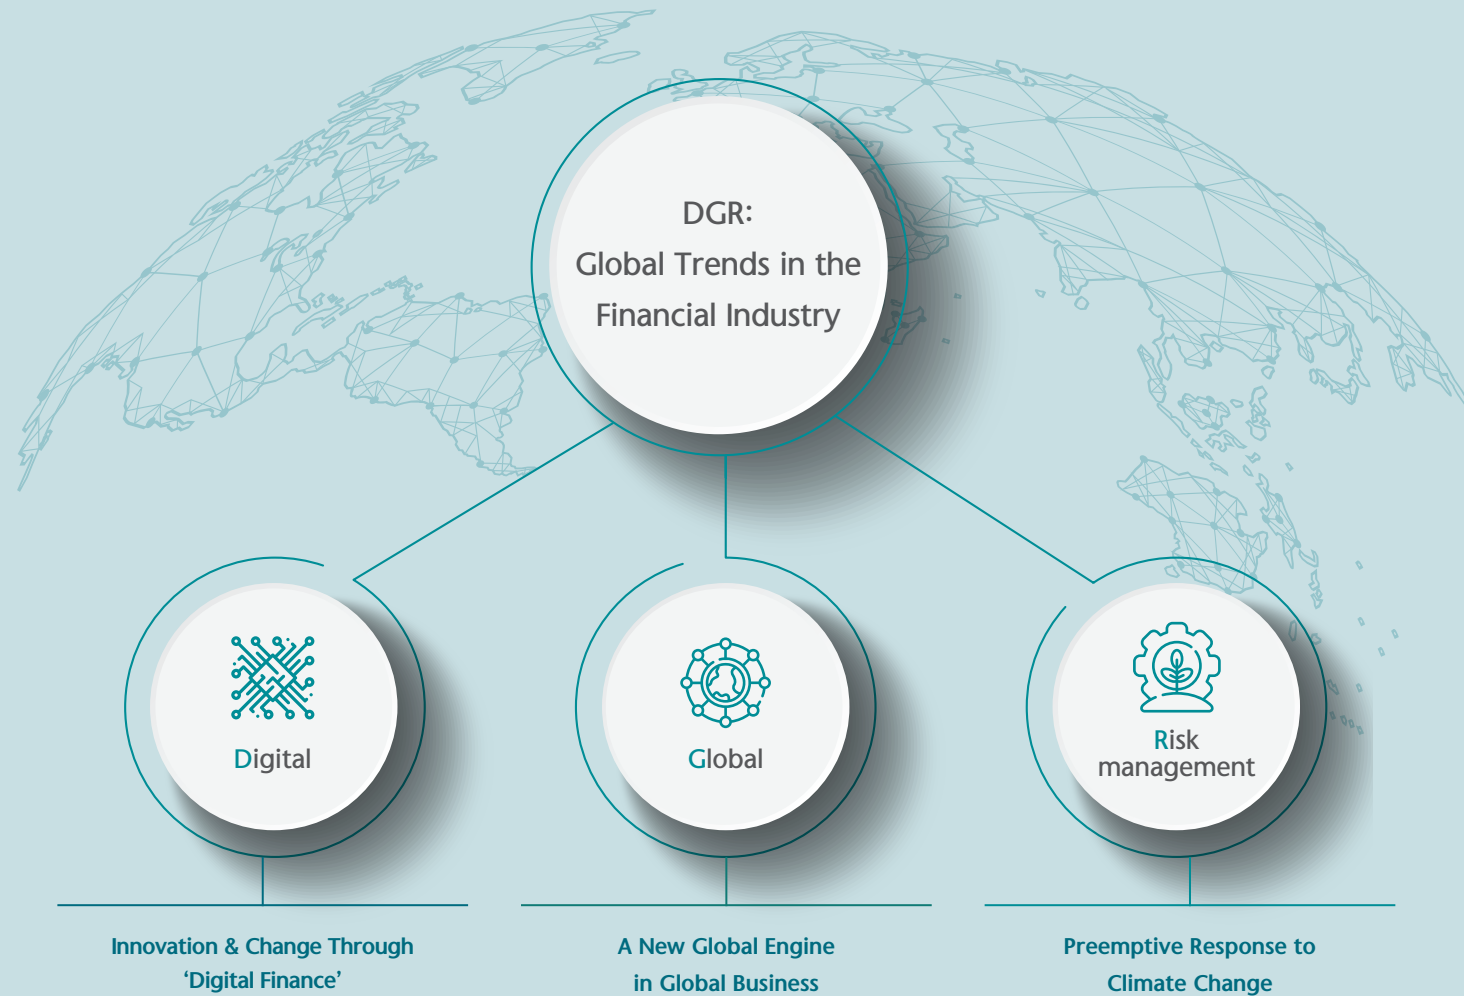 DGR:
Global Trends in the
Financial Industry
Digital
Global
Risk
management
Innovation & Change Through
‘Digital Finance’
A New Global Engine
in Global Business
Preemptive Response to
Climate Change